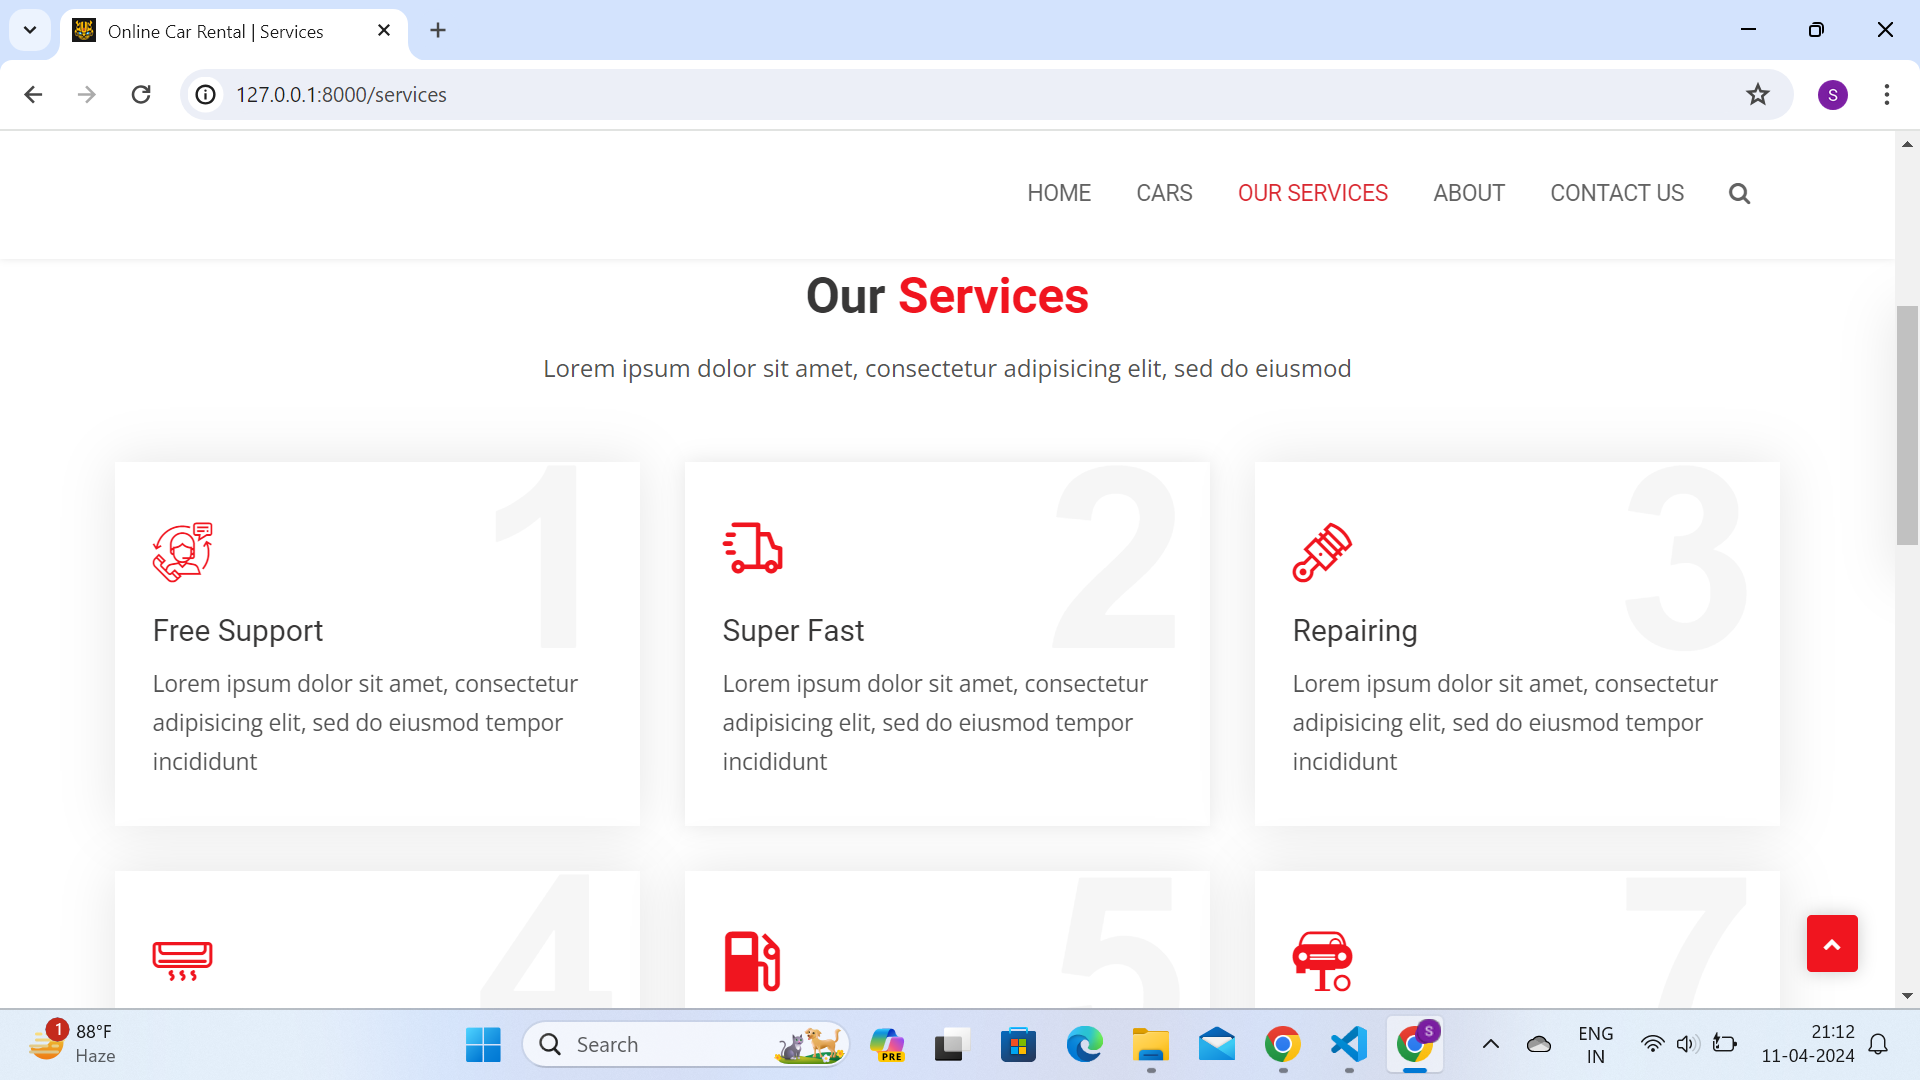 Online Car Rental | Services
127.0.0.1:8000/services
S
HOME CARS OUR SERVICES ABOUT CONTACT US
Our Services
Lorem ipsum dolor sit amet, consectetur adipisicing elit, sed do eiusmod
1
Free Support
Lorem ipsum dolor sit amet, consectetur
adipisicing elit, sed do eiusmod tempor
incididunt
2
Super Fast
Lorem ipsum dolor sit amet, consectetur
adipisicing elit, sed do eiusmod tempor
incididunt
3
Repairing
Lorem ipsum dolor sit amet, consectetur
adipisicing elit, sed do eiusmod tempor
incididunt
4
5
7
1
88°F
Haze
Search
PRE
S
ENG
IN
21:12
11-04-2024